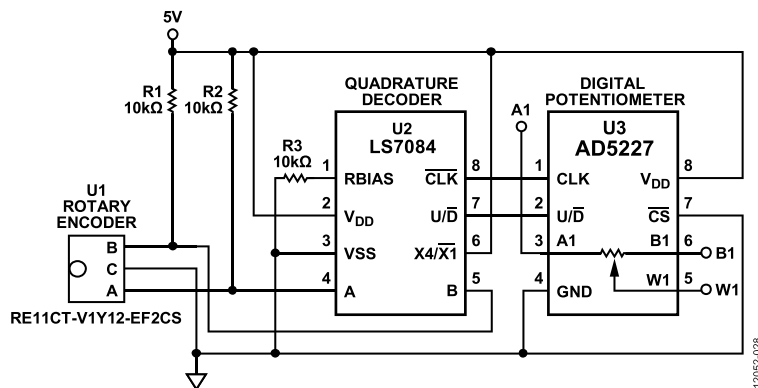 5V
R1
10kΩ
R2
10kΩ
QUADRATURE
DECODER
DIGITAL
POTENTIOMETER
A1
U2
LS7084
U3
AD5227
R3
10kΩ
1
RBIAS
CLK
8
1
CLK
VDD
8
U1
ROTARY
ENCODER
2
VDD
U/D
7
2
U/D
CS
7
B
C
A
3
VSS
X4/X1
6
3
A1
B1
6
B1
4
A
B
5
4
GND
W1
5
W1
RE11CT-V1Y12-EF2CS
12052-028